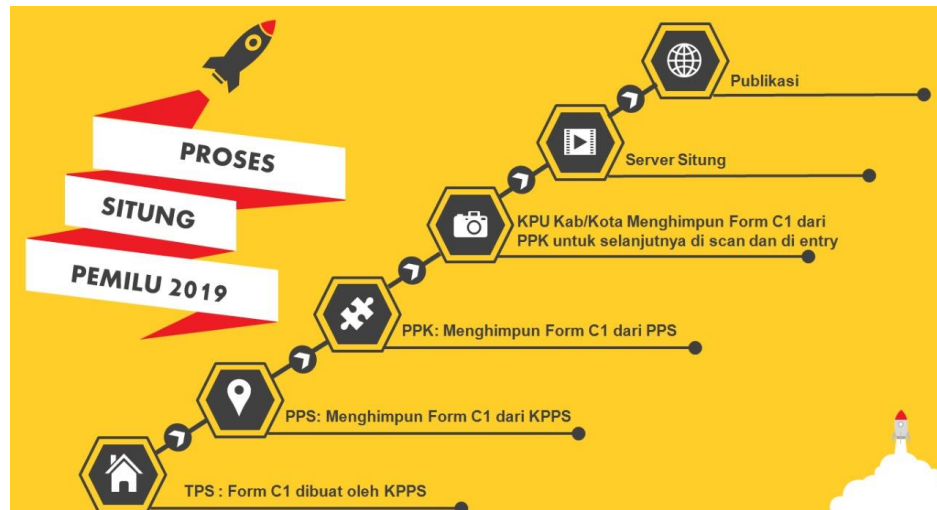 PROSES
SITUNG
PEMILU 2019
Publikasi
Server Situng
KPU Kab/Kota Menghimpun Form C1 dari
PPK untuk selanjutnya di scan dan di entry
PPK: Menghimpun Form C1 dari PPS
PPS: Menghimpun Form C1 dari KPPS
TPS : Form C1 dibuat oleh KPPS